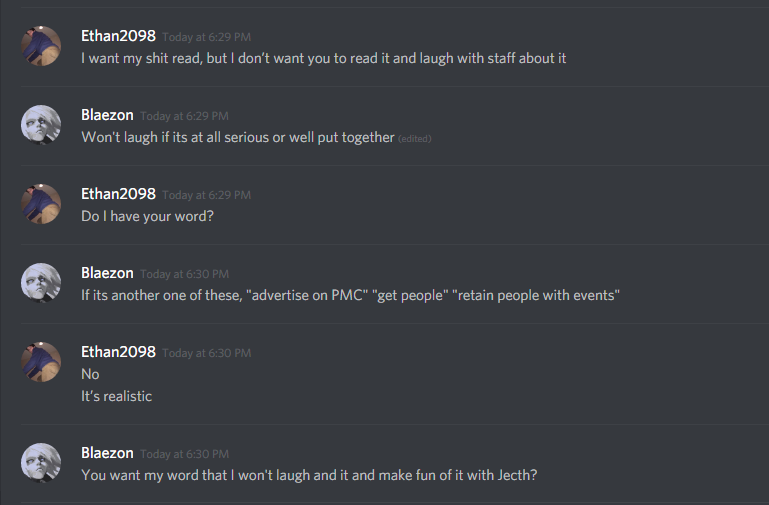 Ethan2098 Today at 6:29 PM
I want my shit read, but I don’t want you to read it and laugh with staff about it
Blaezon Today at 6:29 PM
Won't laugh if its at all serious or well put together (edited)
Ethan2098 Today at 6:29 PM
Do I have your word?
Blaezon Today at 6:30 PM
If its another one of these, "advertise on PMC" "get people" "retain people with events"
Ethan2098 Today at 6:30 PM
No
It’s realistic
Blaezon Today at 6:30 PM
You want my word that I won't laugh and it and make fun of it with Jecth?